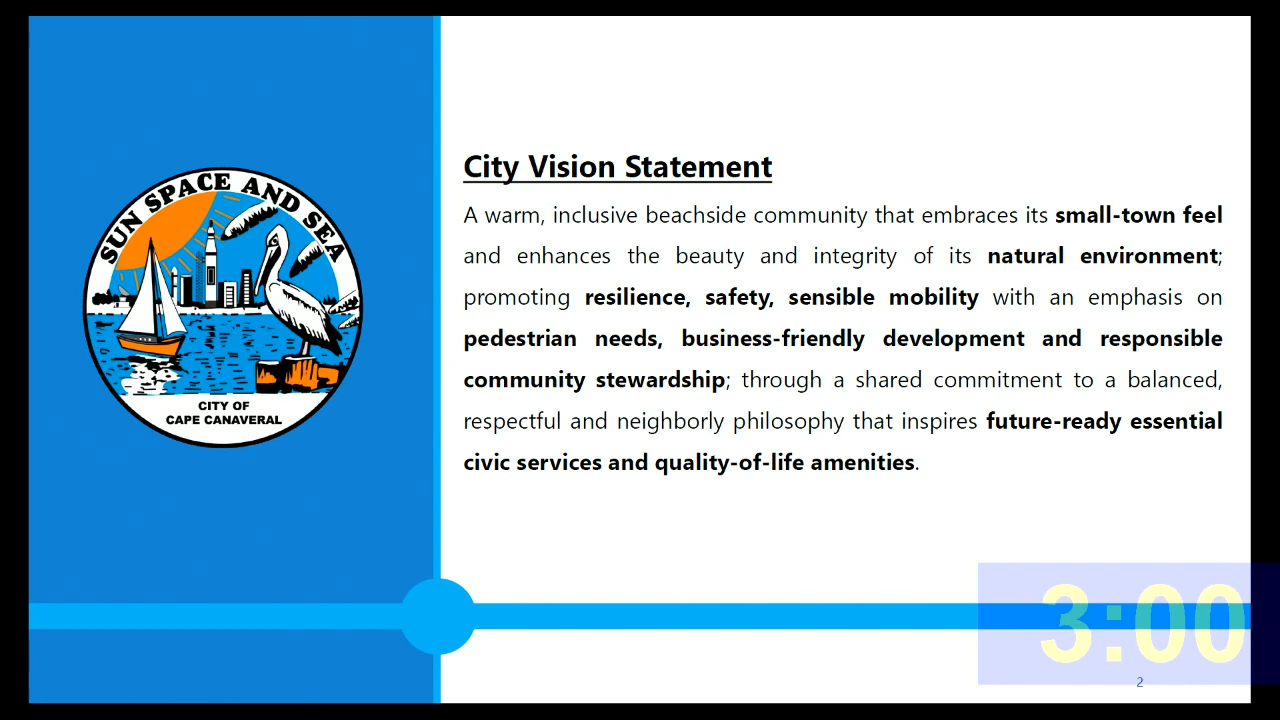 SUN SPACE AND SEA
CITY OF
CAPE CANAVERAL
City Vision Statement
A warm, inclusive beachside community that embraces its small-town feel
and enhances the beauty and integrity of its natural environment;
promoting resilience, safety, sensible mobility with an emphasis on
pedestrian needs, business-friendly development and responsible
community stewardship; through a shared commitment to a balanced,
respectful and neighborly philosophy that inspires future-ready essential
civic services and quality-of-life amenities.
3:00
2